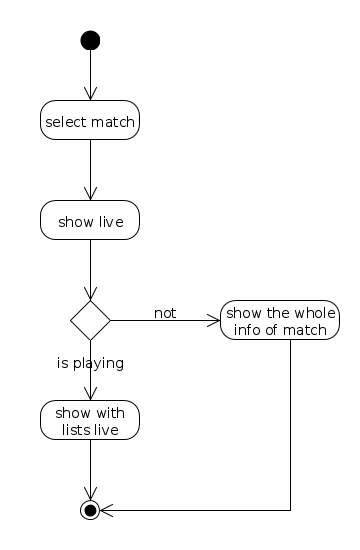 select match
show live
not
show the whole
info of match
is playing
show with
lists live